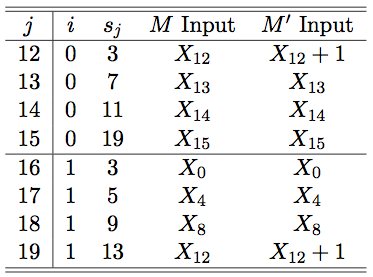 j i s_j M Input M′ Input
12 0 3 X_12 X_12 + 1
13 0 7 X_13 X_13
14 0 11 X_14 X_14
15 0 19 X_15 X_15
16 1 3 X_0 X_0
17 1 5 X_4 X_4
18 1 9 X_8 X_8
19 1 13 X_12 X_12 + 1